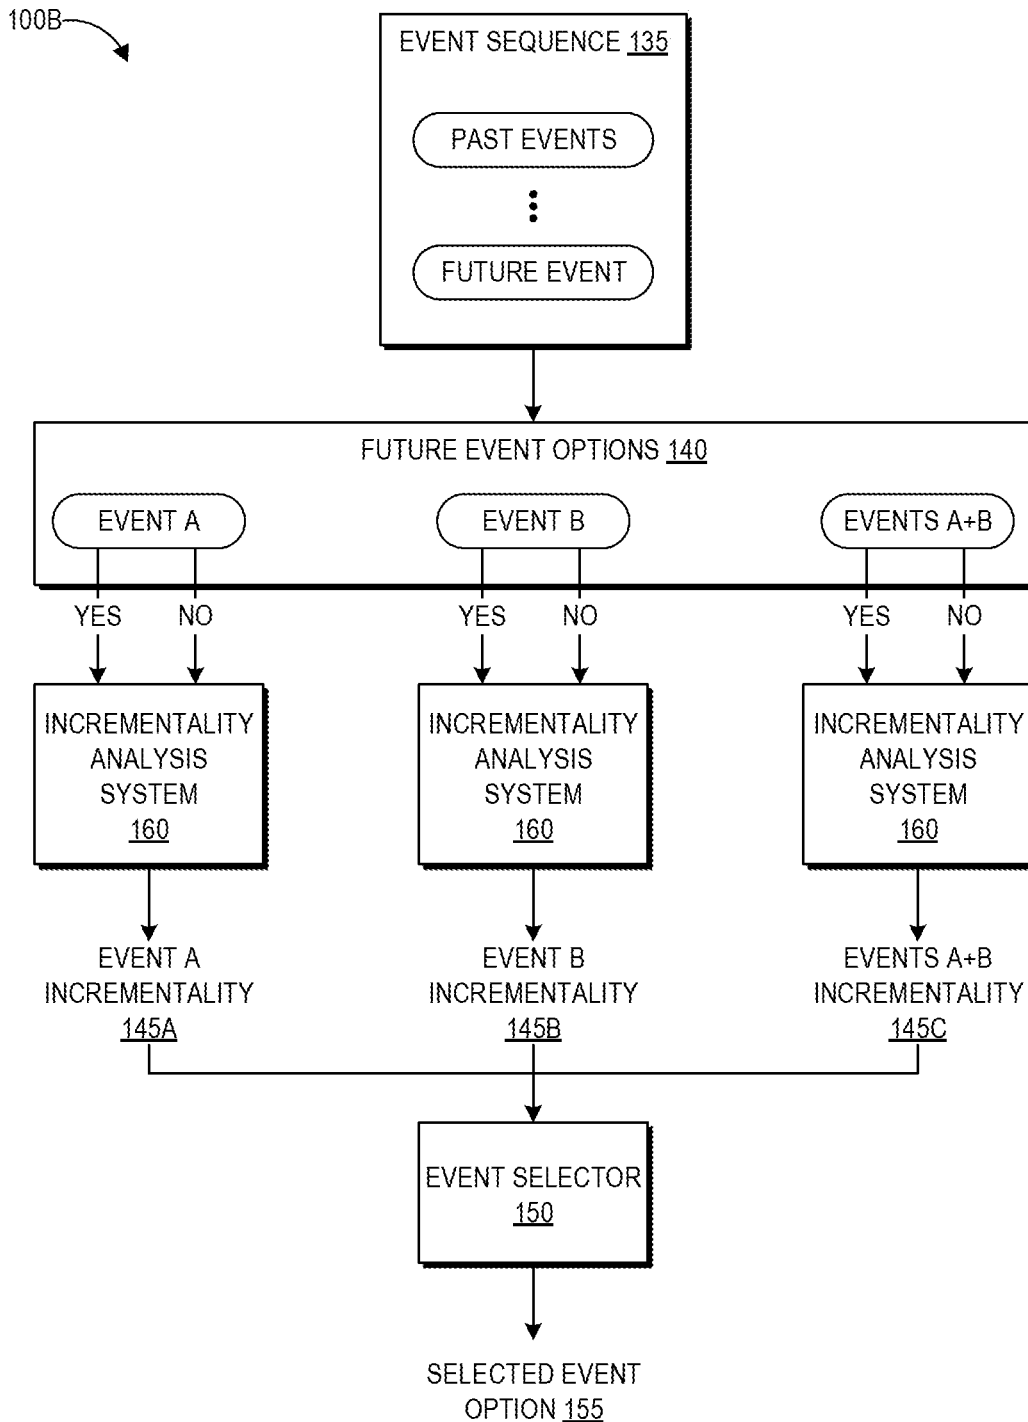 100B
EVENT SEQUENCE 135
PAST EVENTS
FUTURE EVENT
FUTURE EVENT OPTIONS 140
EVENT A
EVENT B
EVENTS A+B
YES
NO
YES
NO
YES
NO
INCREMENTALITY
ANALYSIS
SYSTEM
160
INCREMENTALITY
ANALYSIS
SYSTEM
160
INCREMENTALITY
ANALYSIS
SYSTEM
160
EVENT A
INCREMENTALITY
145A
EVENT B
INCREMENTALITY
145B
EVENTS A+B
INCREMENTALITY
145C
EVENT SELECTOR
150
SELECTED EVENT
OPTION 155